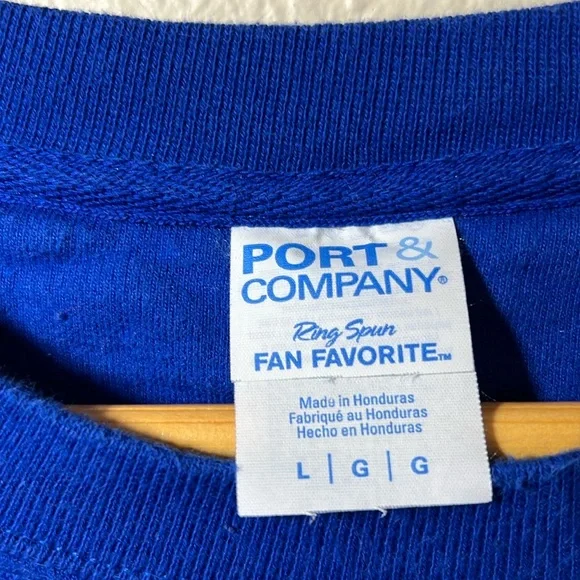 PORT &
COMPANY®
Ring Spun
FAN FAVORITE™
Made in Honduras
Fabriqué au Honduras
Hecho en Honduras
L | G | G